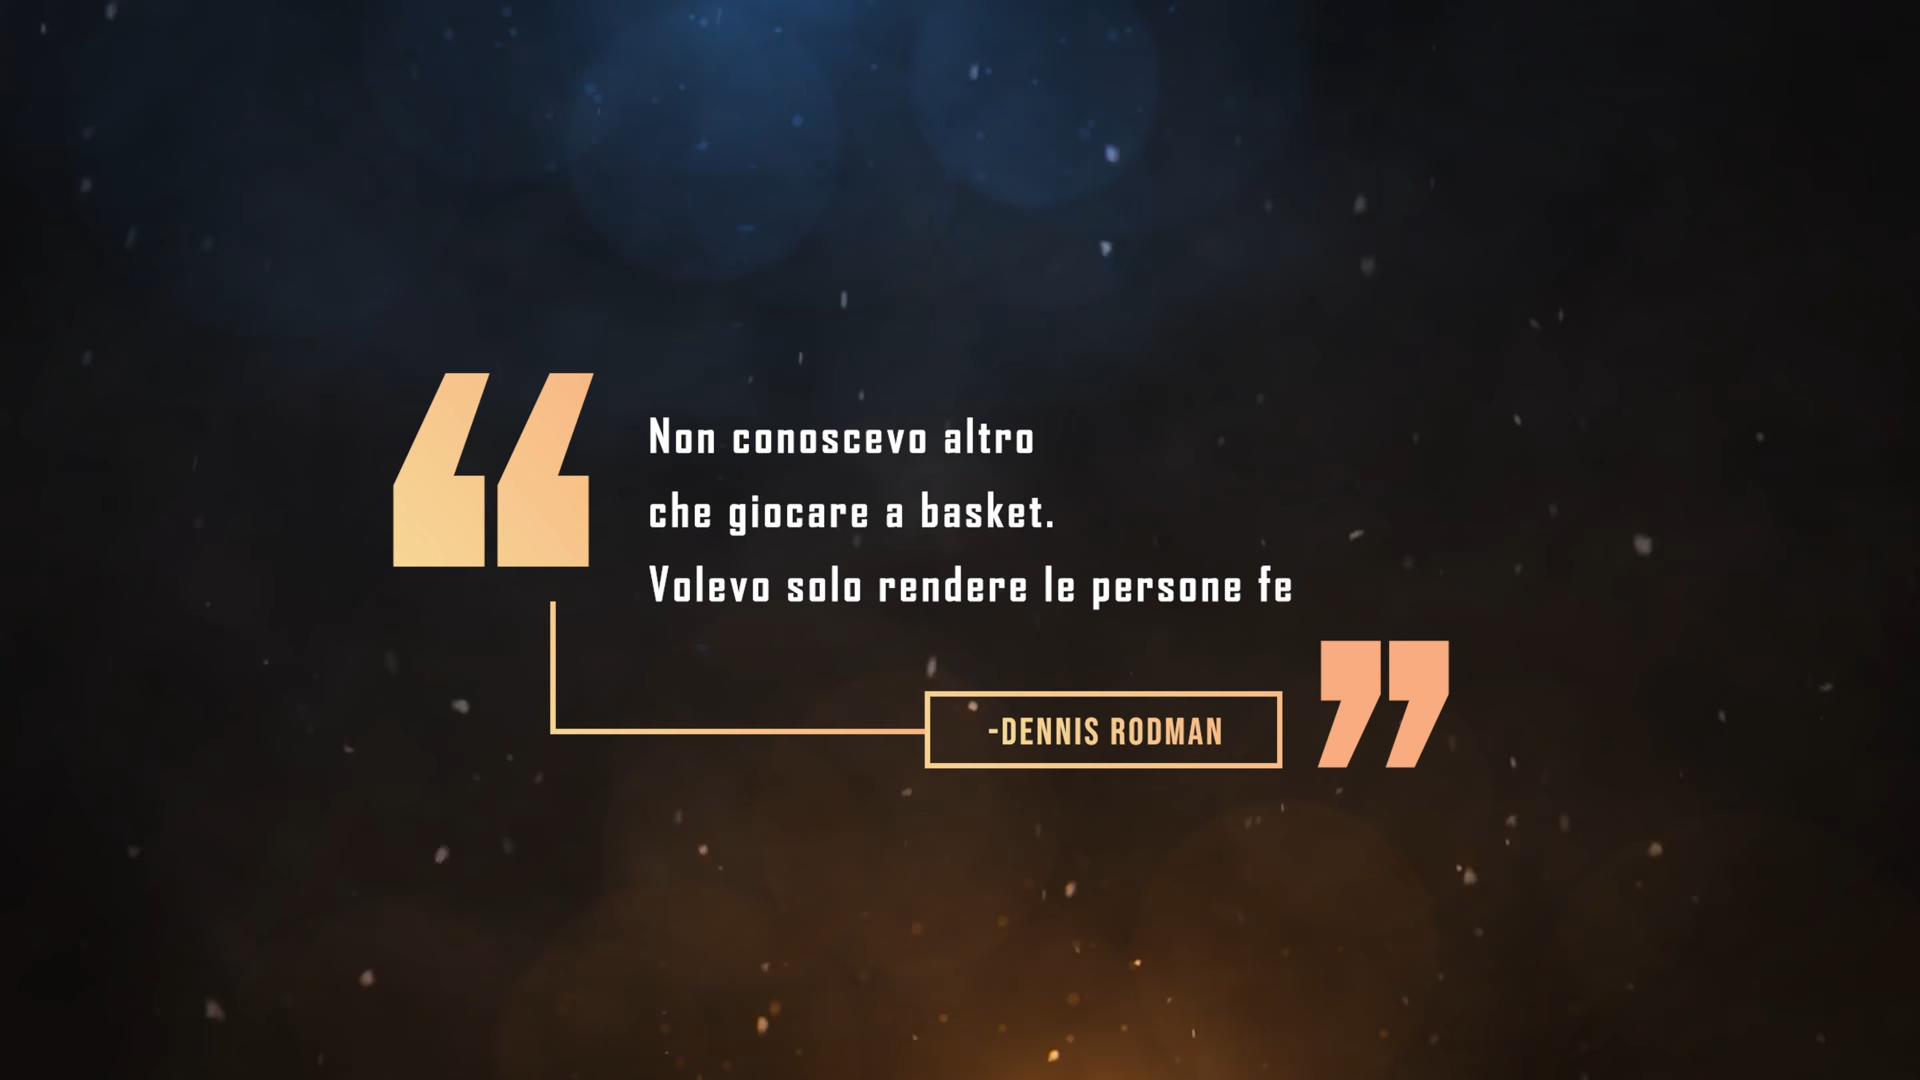 Non conoscevo altro
che giocare a basket.
Volevo solo rendere le persone fe
-DENNIS RODMAN